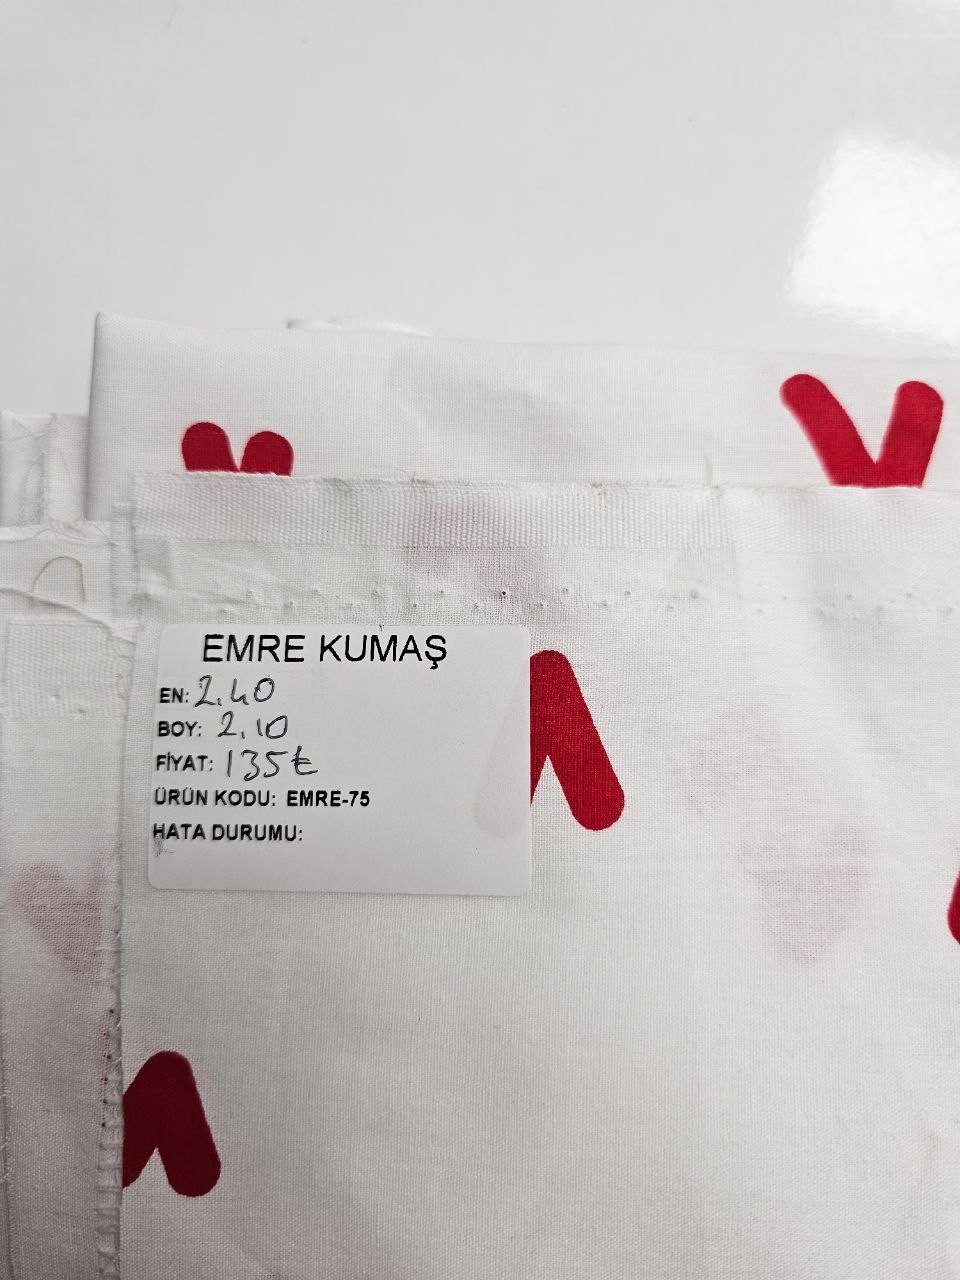 EMRE KUMAŞ
EN: 2.40
BOY: 2.10
FİYAT: 135₺
ÜRÜN KODU: EMRE-75
HATA DURUMU: